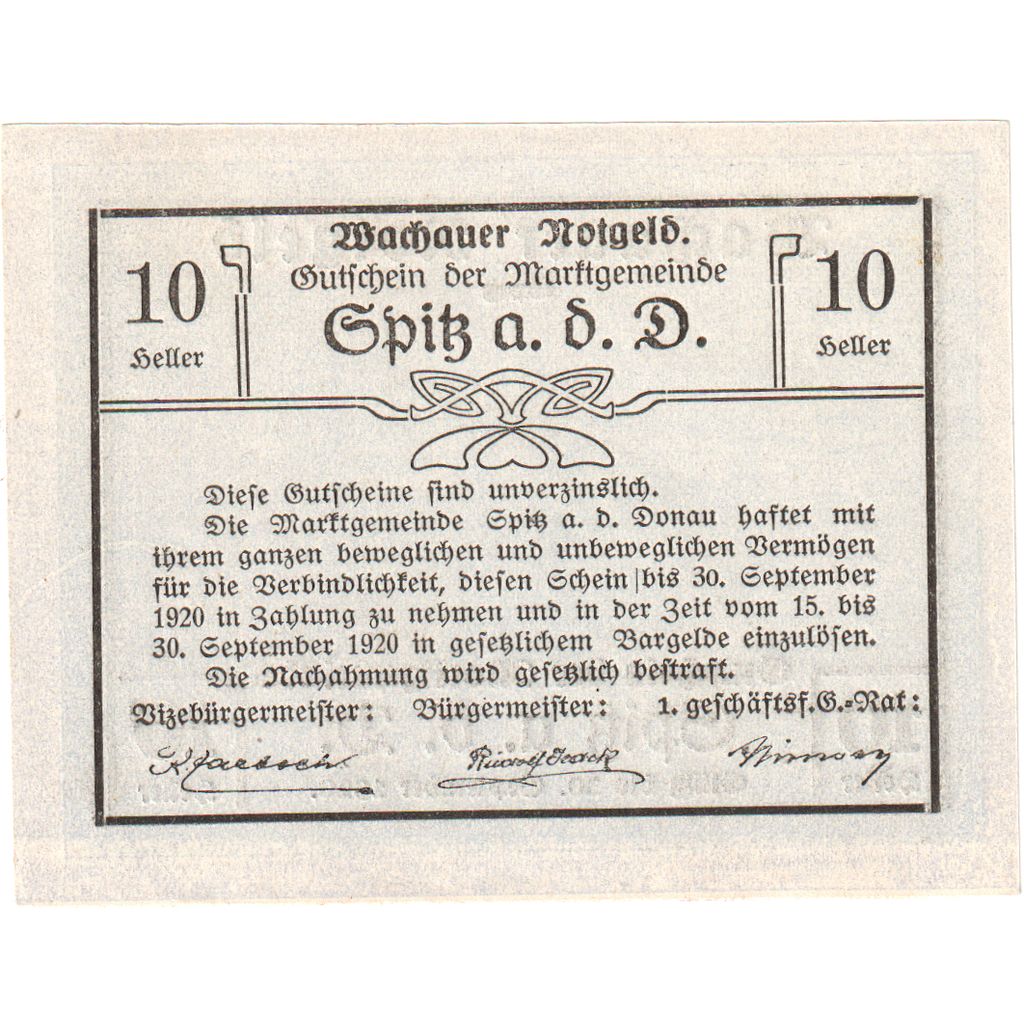 Wachauer Notgeld.
10 Gutschein der Marktgemeinde 10
Heller Spitz a. d. D. Heller
Diese Gutscheine sind unverzinslich.
Die Marktgemeinde Spitz a. d. Donau haftet mit
ihrem ganzen beweglichen und unbeweglichen Vermögen
für die Verbindlichkeit, diesen Schein bis 30. September
1920 in Zahlung zu nehmen und in der Zeit vom 15. bis
30. September 1920 in gesetzlichem Bargelde einzulösen.
Die Nachahmung wird gesetzlich bestraft.
Vizebürgermeister: Bürgermeister: 1. geschäftsf. G.=Rat: